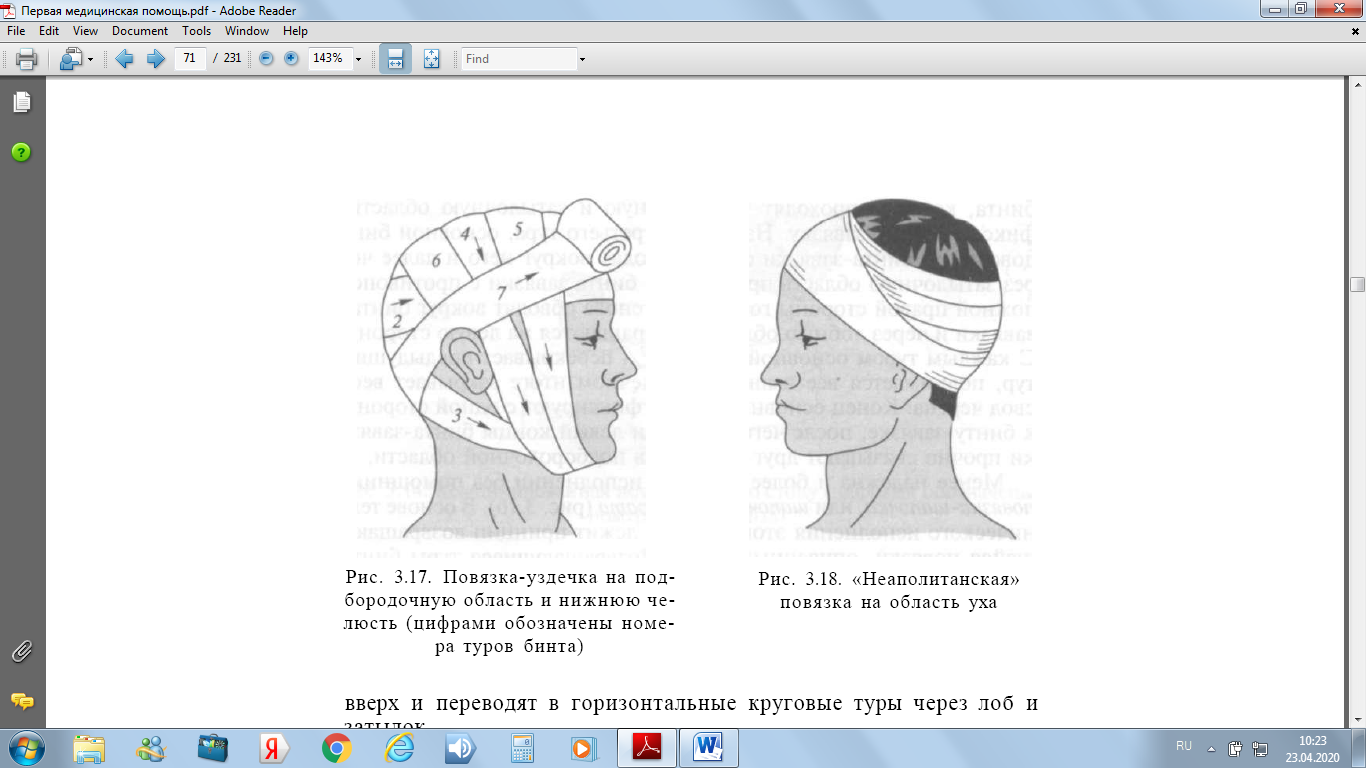 Первая медицинская помощь.pdf - Adobe Reader
File Edit View Document Tools Window Help
71 / 231 143% Find
4 5
6
7
2
3
Рис. 3.17. Повязка-уздечка на под-
бородочную область и нижнюю че-
люсть (цифрами обозначены номе-
ра туров бинта)
Рис. 3.18. «Неаполитанская»
повязка на область уха
вверх и переводят в горизонтальные круговые туры через лоб и
затылок
RU 10:23
23.04.2020